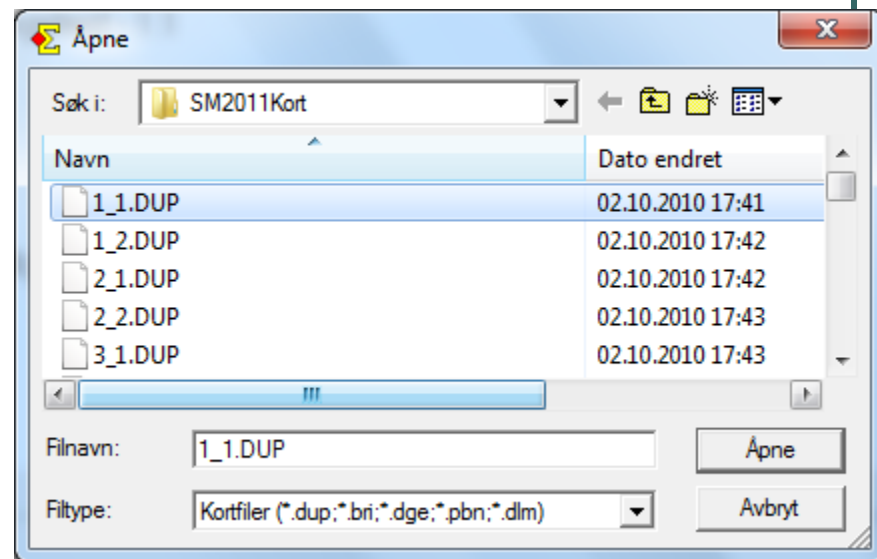 Åpne
Søk i: SM2011Kort
Navn Dato endret
1_1.DUP 02.10.2010 17:41
1_2.DUP 02.10.2010 17:42
2_1.DUP 02.10.2010 17:42
2_2.DUP 02.10.2010 17:43
3_1.DUP 02.10.2010 17:43
Filnavn: 1_1.DUP Åpne
Filtype: Kortfiler (*.dup;*.bri;*.dge;*.pbn;*.dlm) Avbryt